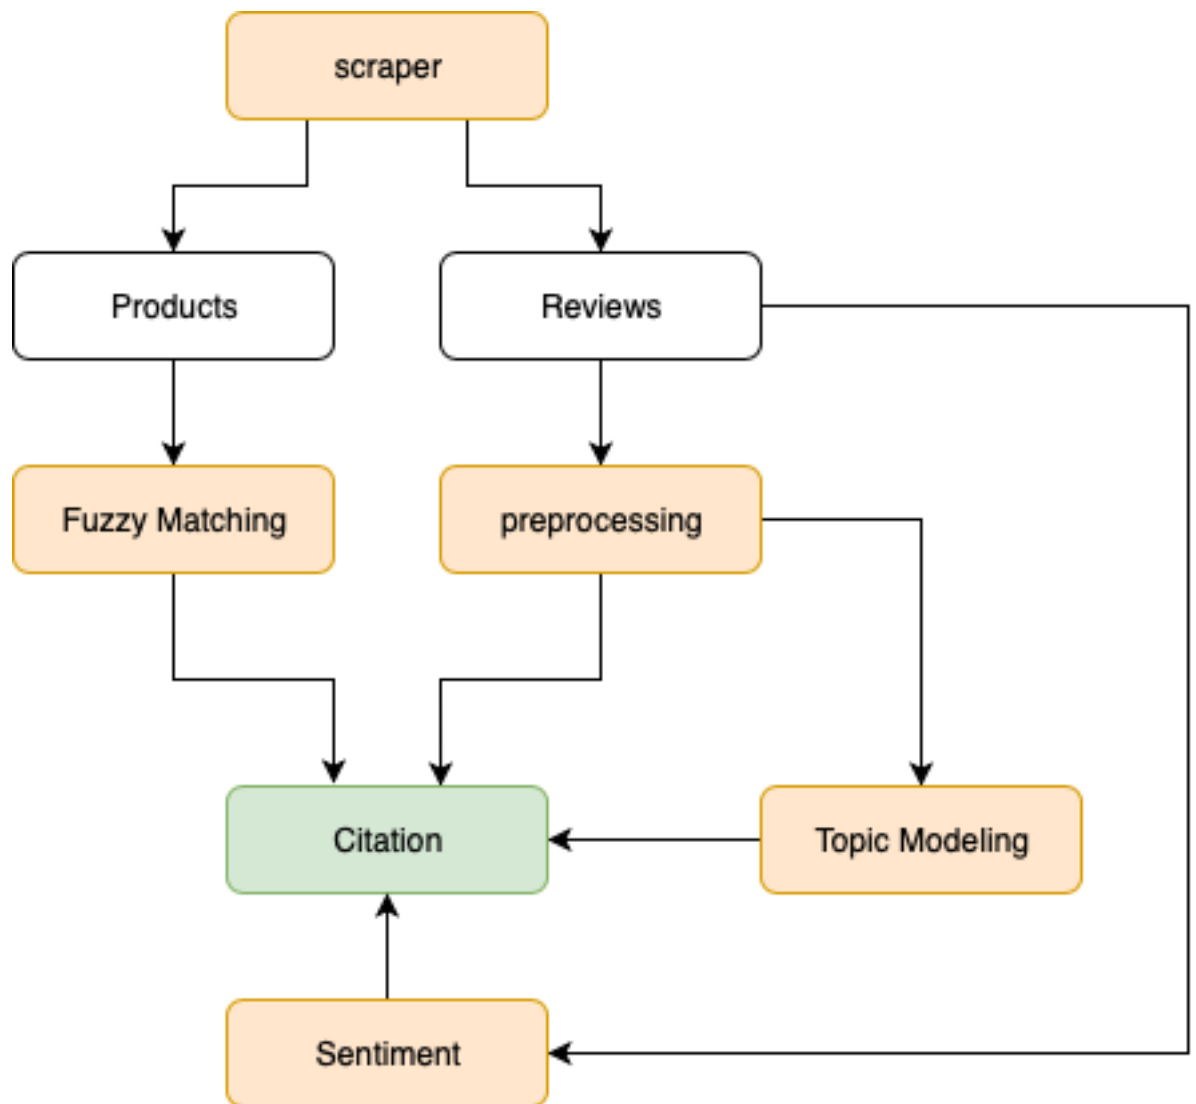 scraper
Products
Reviews
Fuzzy Matching
preprocessing
Citation
Topic Modeling
Sentiment